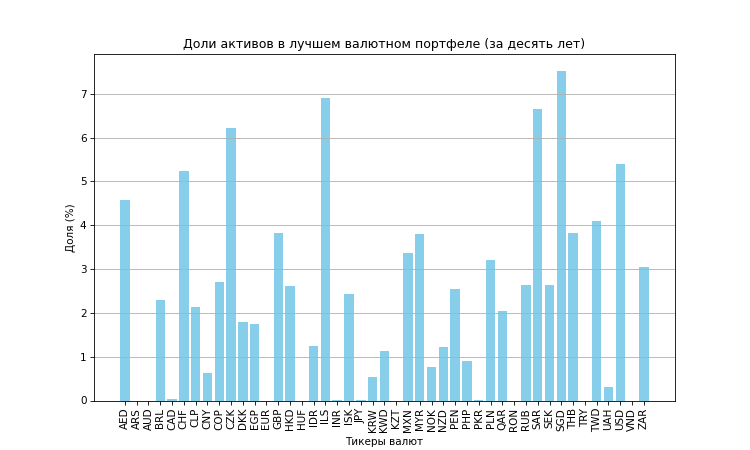 Доли активов в лучшем валютном портфеле (за десять лет)
Доля (%)
7
6
5
4
3
2
1
0
AED ARS AUD BRL CAD CHF CLP CNY COP CZK DKK EGP EUR GBP HKD HUF IDR ILS INR ISK JPY KRW KWD KZT MXN MYR NOK NZD PEN PHP PKR PLN QAR RON RUB SAR SEK SGD THB TRY TWD UAH USD VND ZAR
Тикеры валют